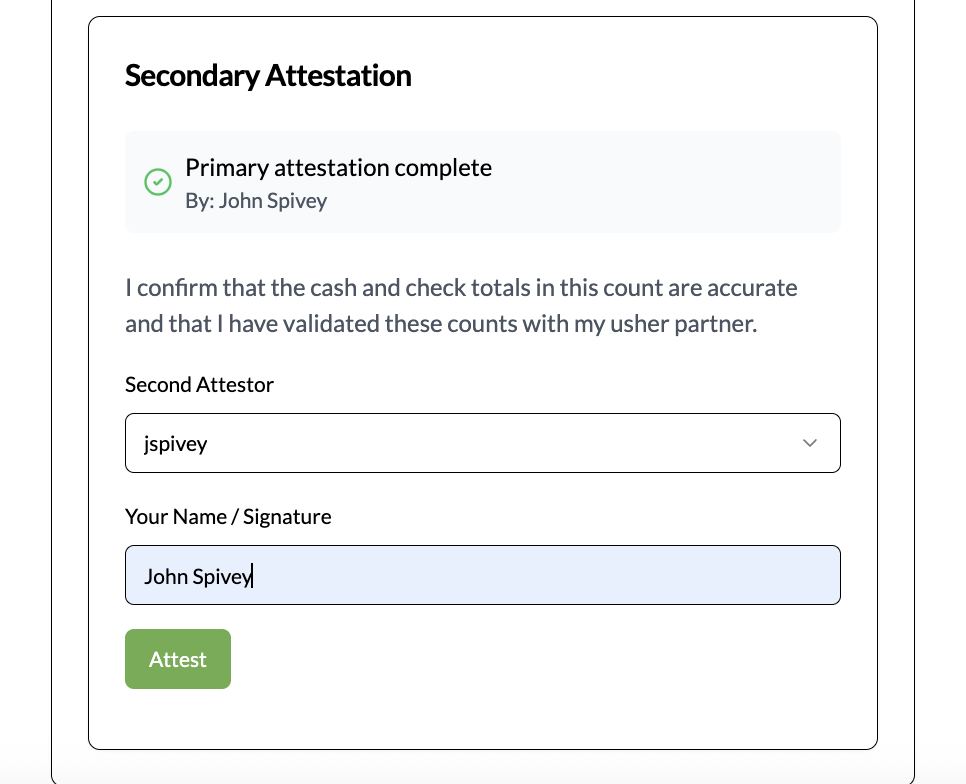 Secondary Attestation
Primary attestation complete
By: John Spivey
I confirm that the cash and check totals in this count are accurate
and that I have validated these counts with my usher partner.
Second Attestor
jspivey
Your Name / Signature
John Spivey
Attest